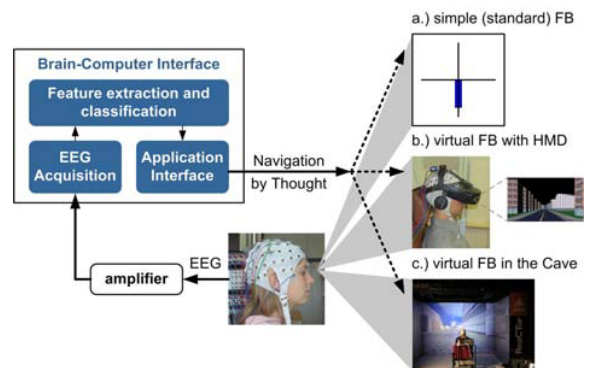 a.) simple (standard) FB
Brain-Computer Interface
Feature extraction and
classification
EEG
Acquisition
Application
Interface
Navigation
by Thought
b.) virtual FB with HMD
EEG
amplifier
c.) virtual FB in the Cave
ReaCTor